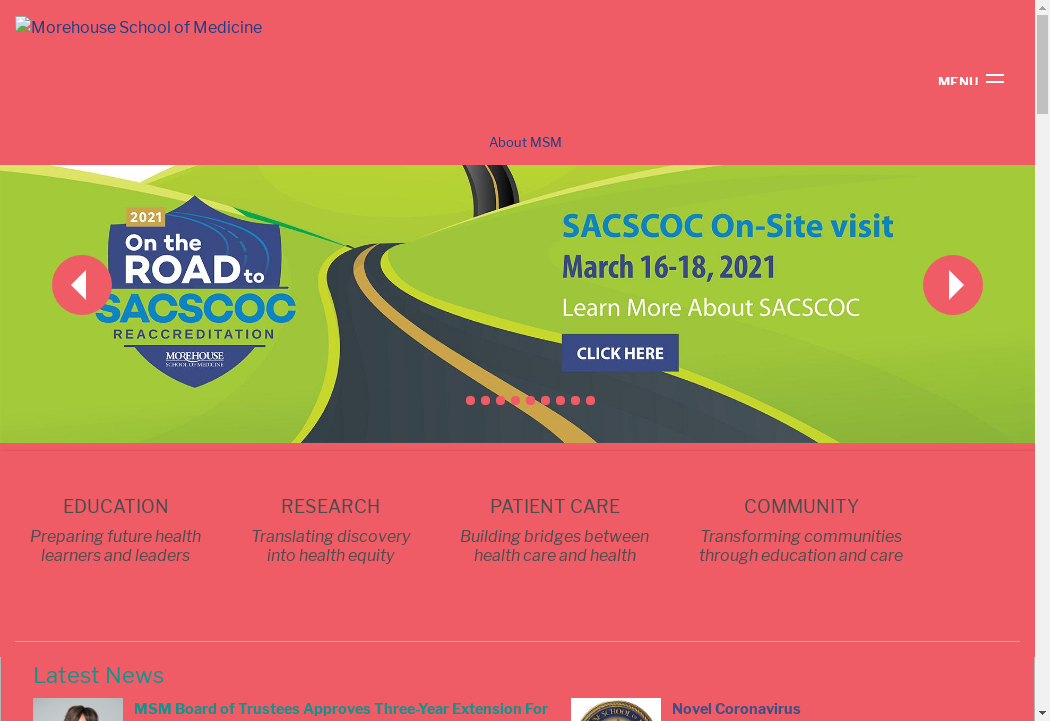 Morehouse School of Medicine
MENU
About MSM
2021
On the
ROAD to
SACSCOC
REACCREDITATION
MOREHOUSE
SCHOOL OF MEDICINE
SACSCOC On-Site visit
March 16-18, 2021
Learn More About SACSCOC
CLICK HERE
EDUCATION
Preparing future health
learners and leaders
RESEARCH
Translating discovery
into health equity
PATIENT CARE
Building bridges between
health care and health
COMMUNITY
Transforming communities
through education and care
Latest News
MSM Board of Trustees Approves Three-Year Extension For
Novel Coronavirus